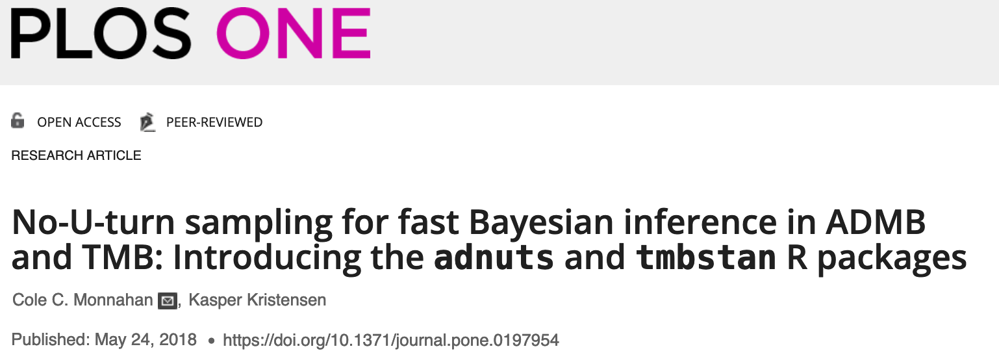 PLOS ONE
OPEN ACCESS PEER-REVIEWED
RESEARCH ARTICLE
No-U-turn sampling for fast Bayesian inference in ADMB
and TMB: Introducing the adnuts and tmbstan R packages
Cole C. Monnahan , Kasper Kristensen
Published: May 24, 2018 • https://doi.org/10.1371/journal.pone.0197954